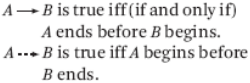 A → B is true iff (if and only if)
A ends before B begins.
A ⇢ B is true iff A begins before
B ends.